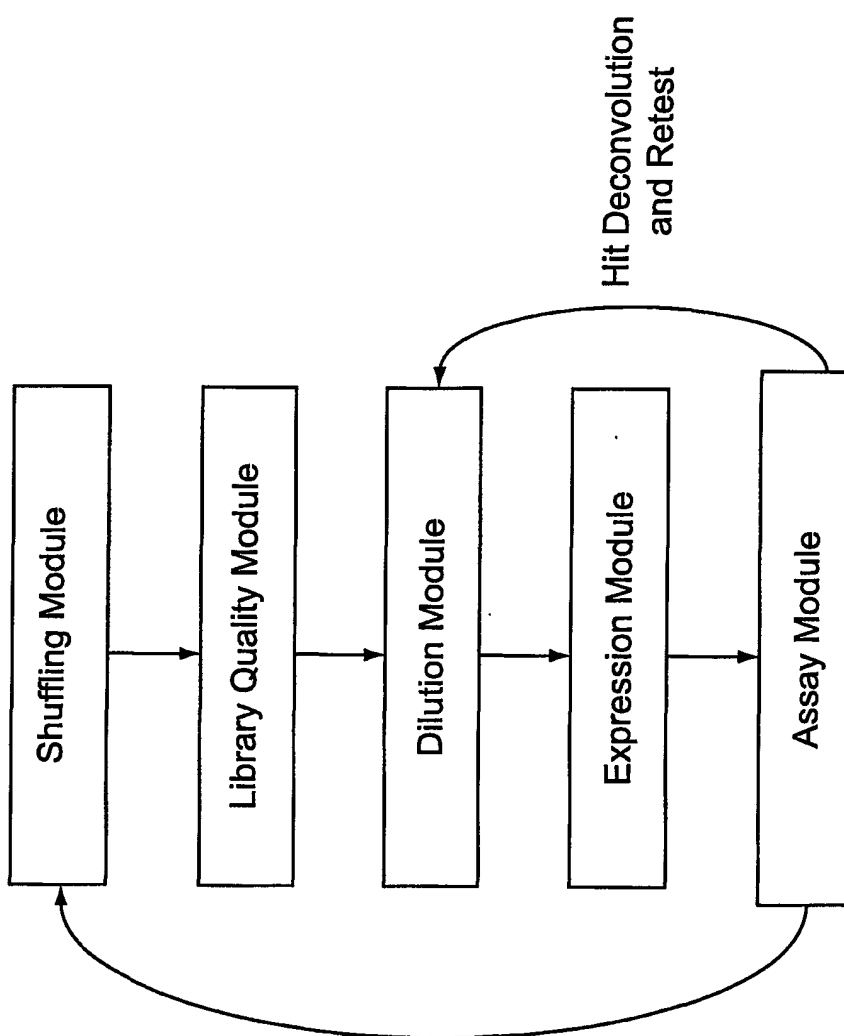 Shuffling Module
Library Quality Module
Dilution Module
Expression Module
Assay Module
Hit Deconvolution
and Retest